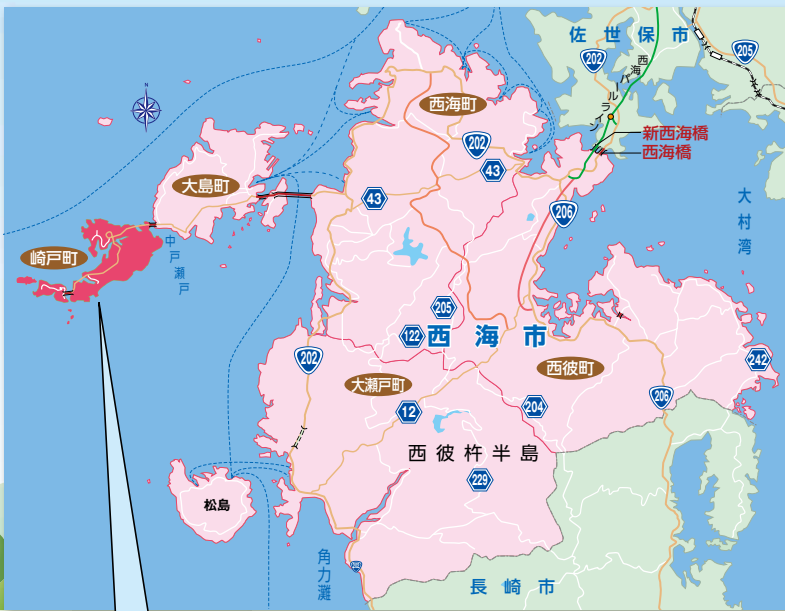 佐世保市
202
205
西海パールライン
新西海橋
西海橋
N
西海町
202
43
大島町
43
206
大村湾
崎戸町
中戸瀬戸
205
122
西海市
202
西彼町
242
大瀬戸町
12
204
206
西彼杵半島
229
松島
角力灘
202
長崎市